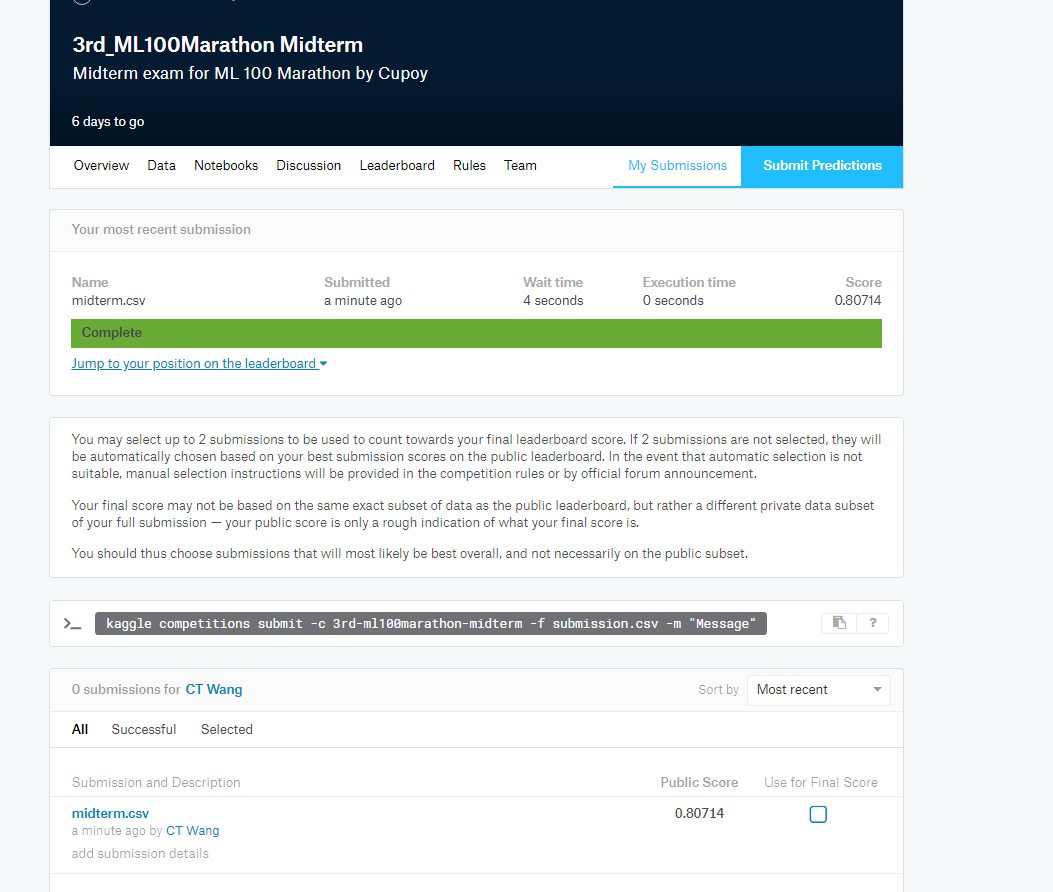 3rd_ML100Marathon Midterm
Midterm exam for ML 100 Marathon by Cupoy
6 days to go
Overview Data Notebooks Discussion Leaderboard Rules Team My Submissions Submit Predictions
Your most recent submission
Name Submitted Wait time Execution time Score
midterm.csv a minute ago 4 seconds 0 seconds 0.80714
Complete
Jump to your position on the leaderboard
You may select up to 2 submissions to be used to count towards your final leaderboard score. If 2 submissions are not selected, they will
be automatically chosen based on your best submission scores on the public leaderboard. In the event that automatic selection is not
suitable, manual selection instructions will be provided in the competition rules or by official forum announcement.
Your final score may not be based on the same exact subset of data as the public leaderboard, but rather a different private data subset
of your full submission — your public score is only a rough indication of what your final score is.
You should thus choose submissions that will most likely be best overall, and not necessarily on the public subset.
>_ kaggle competitions submit -c 3rd-ml100marathon-midterm -f submission.csv -m "Message" ?
0 submissions for CT Wang Sort by Most recent
All Successful Selected
Submission and Description Public Score Use for Final Score
midterm.csv 0.80714
a minute ago by CT Wang
add submission details